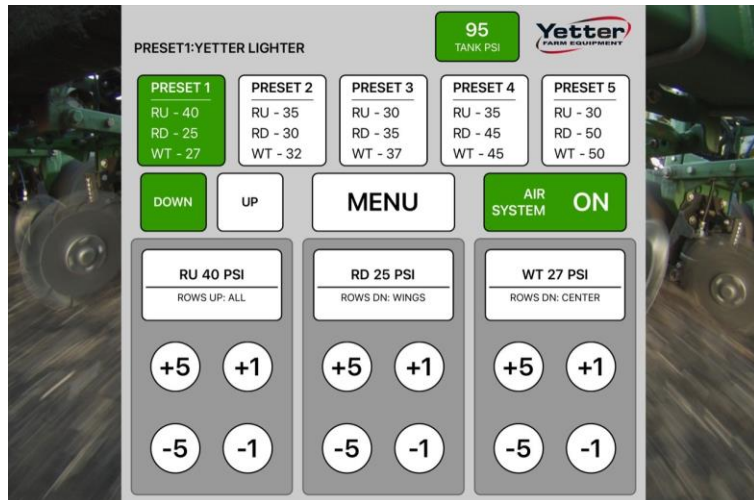 95
TANK PSI
Yetter
FARM EQUIPMENT
PRESET1:YETTER LIGHTER
PRESET 1
RU - 40
RD - 25
WT - 27
PRESET 2
RU - 35
RD - 30
WT - 32
PRESET 3
RU - 30
RD - 35
WT - 37
PRESET 4
RU - 35
RD - 45
WT - 45
PRESET 5
RU - 30
RD - 50
WT - 50
DOWN
UP
MENU
AIR
SYSTEM
ON
RU 40 PSI
ROWS UP: ALL
+5 +1
-5 -1
RD 25 PSI
ROWS DN: WINGS
+5 +1
-5 -1
WT 27 PSI
ROWS DN: CENTER
+5 +1
-5 -1